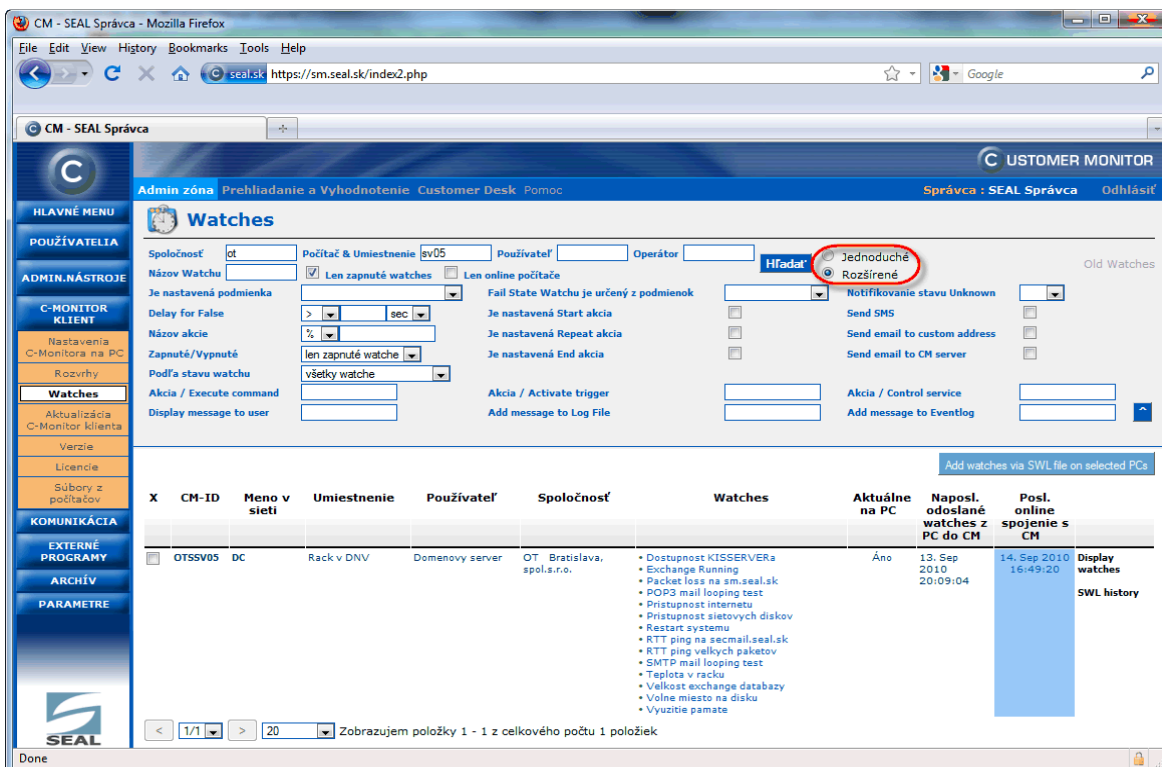 CM - SEAL Správca - Mozilla Firefox
File Edit View History Bookmarks Tools Help
seal.sk https://sm.seal.sk/index2.php
Google
CM - SEAL Správca
CUSTOMER MONITOR
Admin zóna Prehliadanie a Vyhodnotenie Customer Desk Pomoc
Správca : SEAL Správca Odhlásiť
HLAVNÉ MENU
POUŽÍVATELIA
ADMIN.NÁSTROJE
C-MONITOR KLIENT
Nastavenia C-Monitora na PC
Rozvrhy
Watches
Aktualizácia C-Monitor klienta
Verzie
Licencie
Súbory z počítačov
KOMUNIKÁCIA
EXTERNÉ PROGRAMY
ARCHÍV
PARAMETRE
SEAL
Watches
Spoločnosť ot Počítač & Umiestnenie sv05 Používateľ Operátor Hľadať Jednoduché
Rozšírené
Old Watches
Názov Watchu Len zapnuté watches Len online počítače
Je nastavená podmienka Fail State Watchu je určený z podmienok Notifikovanie stavu Unknown
Delay for False > sec Je nastavená Start akcia Send SMS
Názov akcie % Je nastavená Repeat akcia Send email to custom address
Zapnuté/Vypnuté len zapnuté watche Je nastavená End akcia Send email to CM server
Podľa stavu watchu všetky watche
Akcia / Execute command Akcia / Activate trigger Akcia / Control service
Display message to user Add message to Log File Add message to Eventlog ^
Add watches via SWL file on selected PCs
X CM-ID Meno v sieti Umiestnenie Používateľ Spoločnosť Watches Aktuálne na PC Naposl. odoslané watches z PC do CM Posl. online spojenie s CM
OTSSV05 DC Rack v DNV Domenovy server OT Bratislava, spol.s.r.o.
• Dostupnost KISSERVERa
• Exchange Running
• Packet loss na sm.seal.sk
• POP3 mail looping test
• Pristupnost internetu
• Pristupnost sietovych diskov
• Restart systemu
• RTT ping na secmail.seal.sk
• RTT ping velkych paketov
• SMTP mail looping test
• Teplota v racku
• Velkost exchange databazy
• Volne miesto na disku
• Vyuzitie pamate
Áno
13. Sep 2010 20:09:04
14. Sep 2010 16:49:20
Display watches
SWL history
< 1/1 > 20 Zobrazujem položky 1 - 1 z celkového počtu 1 položiek
Done